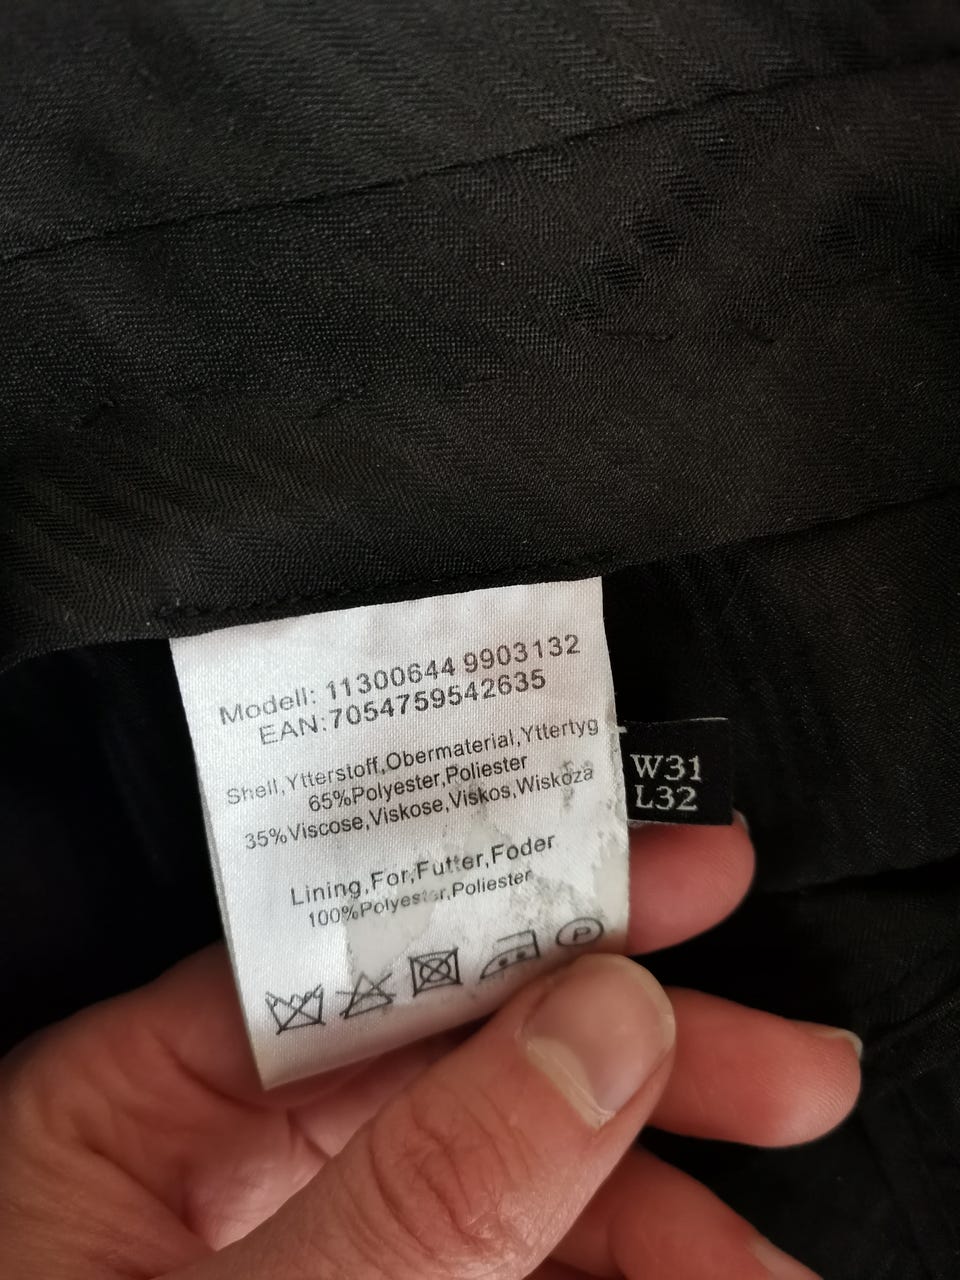 Modell: 11300644 9903132
EAN:7054759542635
Shell,Ytterstoff,Obermaterial,Yttertyg
65%Polyester,Poliester
35%Viscose,Viskose,Viskos,Wiskoza
Lining,For,Futter,Foder
100%Polyester,Poliester
P
W31
L32